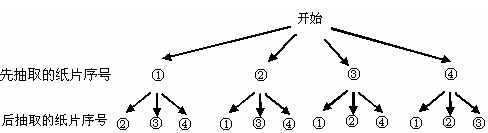 开始
先抽取的纸片序号 ① ② ③ ④
后抽取的纸片序号 ② ③ ④ ① ③ ④ ① ② ④ ① ② ③